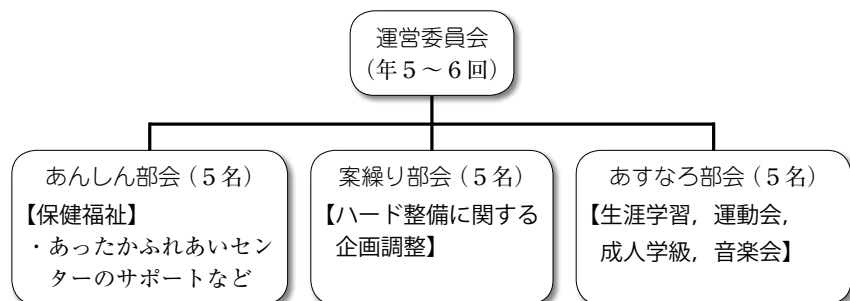 運営委員会
（年５～６回）
あんしん部会（５名）
【保健福祉】
・あったかふれあいセン
ターのサポートなど
案繰り部会（５名）
【ハード整備に関する
企画調整】
あすなろ部会（５名）
【生涯学習，運動会，
成人学級，音楽会】